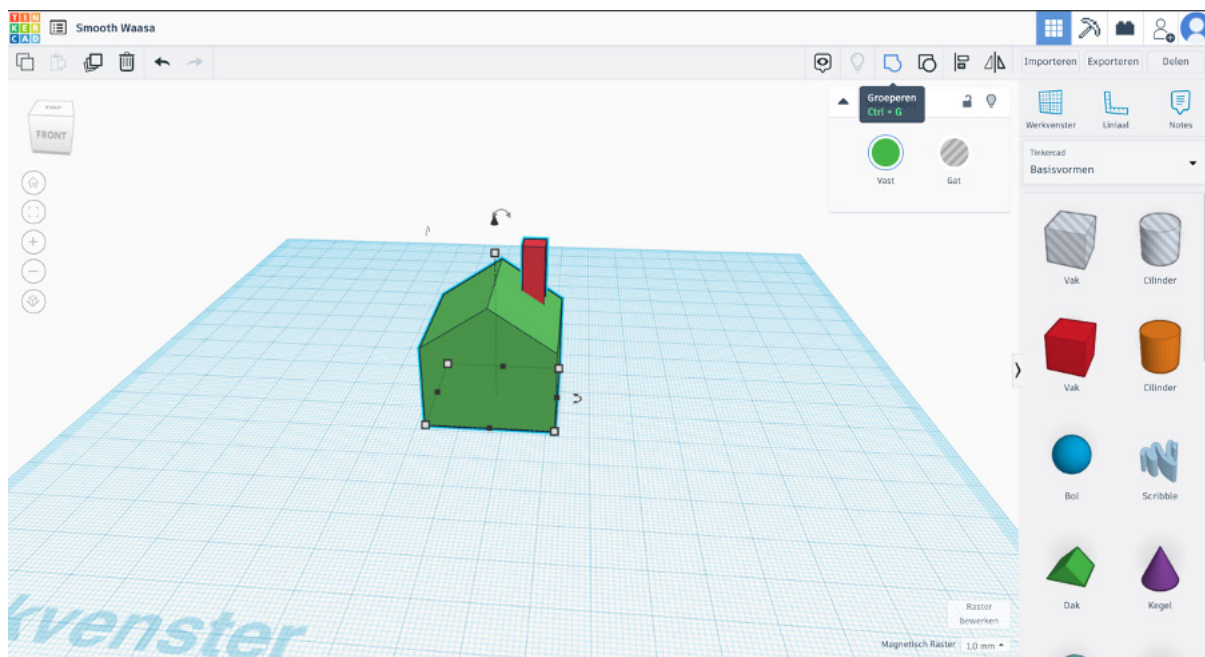 TIN
KER
CAD
Smooth Waasa
Importeren
Exporteren
Delen
TOP
FRONT
Groeperen
Ctrl + G
Vast
Gat
Werkvenster
Liniaal
Notes
Tinkercad
Basisvormen
Vak
Cilinder
Vak
Cilinder
Bol
Scribble
Dak
Kegel
kvenster
Raster
bewerken
Magnetisch Raster
1,0 mm